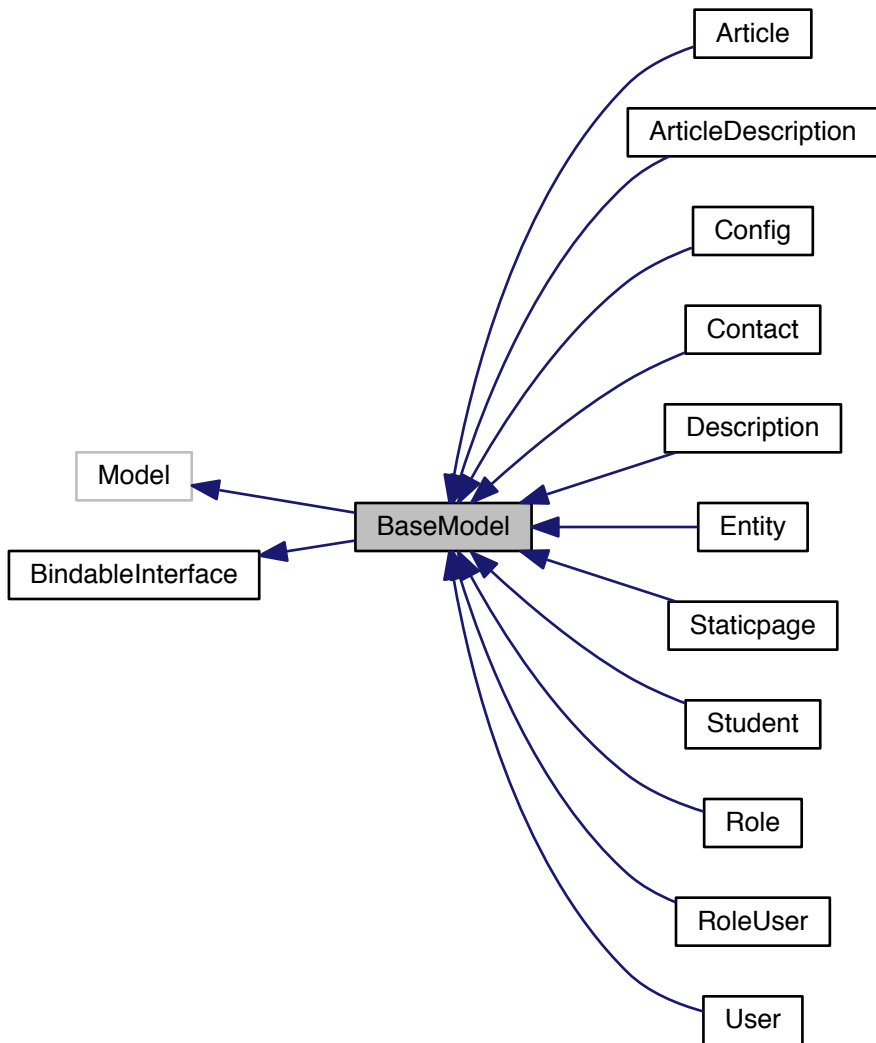 Article
ArticleDescription
Config
Contact
Description
Model
BaseModel
Entity
BindableInterface
Staticpage
Student
Role
RoleUser
User